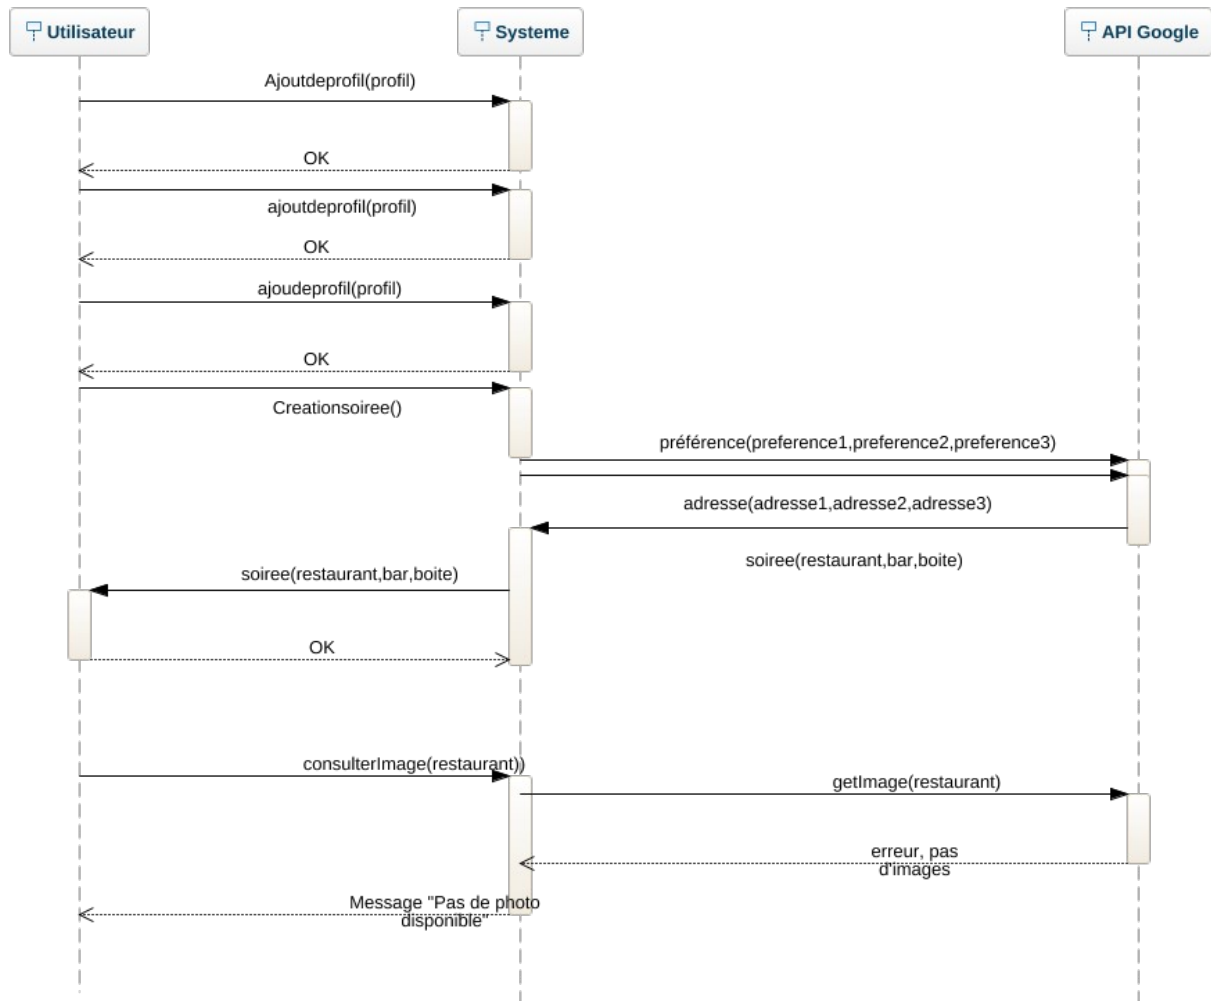 Utilisateur
Systeme
API Google
Ajoutdeprofil(profil)
OK
ajoutdeprofil(profil)
OK
ajoudeprofil(profil)
OK
Creationsoiree()
préférence(preference1,preference2,preference3)
adresse(adresse1,adresse2,adresse3)
soiree(restaurant,bar,boite)
soiree(restaurant,bar,boite)
OK
consulterImage(restaurant))
getImage(restaurant)
erreur, pas
d'images
Message "Pas de photo
disponible"